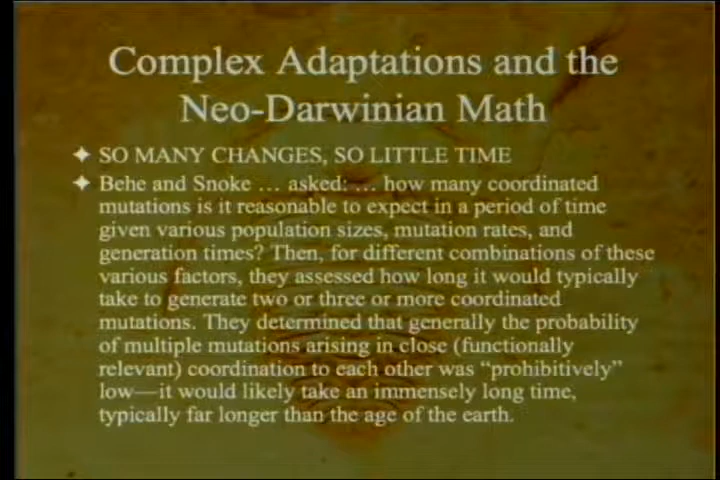 Complex Adaptations and the
Neo-Darwinian Math
SO MANY CHANGES, SO LITTLE TIME
Behe and Snoke … asked: … how many coordinated
mutations is it reasonable to expect in a period of time
given various population sizes, mutation rates, and
generation times? Then, for different combinations of these
various factors, they assessed how long it would typically
take to generate two or three or more coordinated
mutations. They determined that generally the probability
of multiple mutations arising in close (functionally
relevant) coordination to each other was “prohibitively”
low—it would likely take an immensely long time,
typically far longer than the age of the earth.